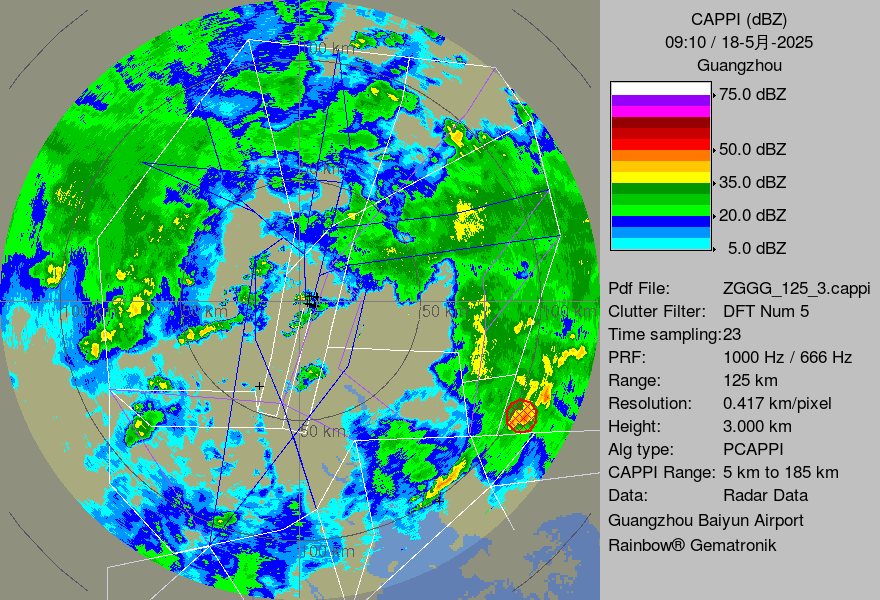 CAPPI (dBZ)
09:10 / 18-5月-2025
Guangzhou
75.0 dBZ
50.0 dBZ
35.0 dBZ
20.0 dBZ
5.0 dBZ
Pdf File: ZGGG_125_3.cappi
Clutter Filter: DFT Num 5
Time sampling:23
PRF: 1000 Hz / 666 Hz
Range: 125 km
Resolution: 0.417 km/pixel
Height: 3.000 km
Alg type: PCAPPI
CAPPI Range: 5 km to 185 km
Data: Radar Data
Guangzhou Baiyun Airport
Rainbow® Gematronik
100 km
km
100 km
50 km
50 km
100 km
50 km
100 km